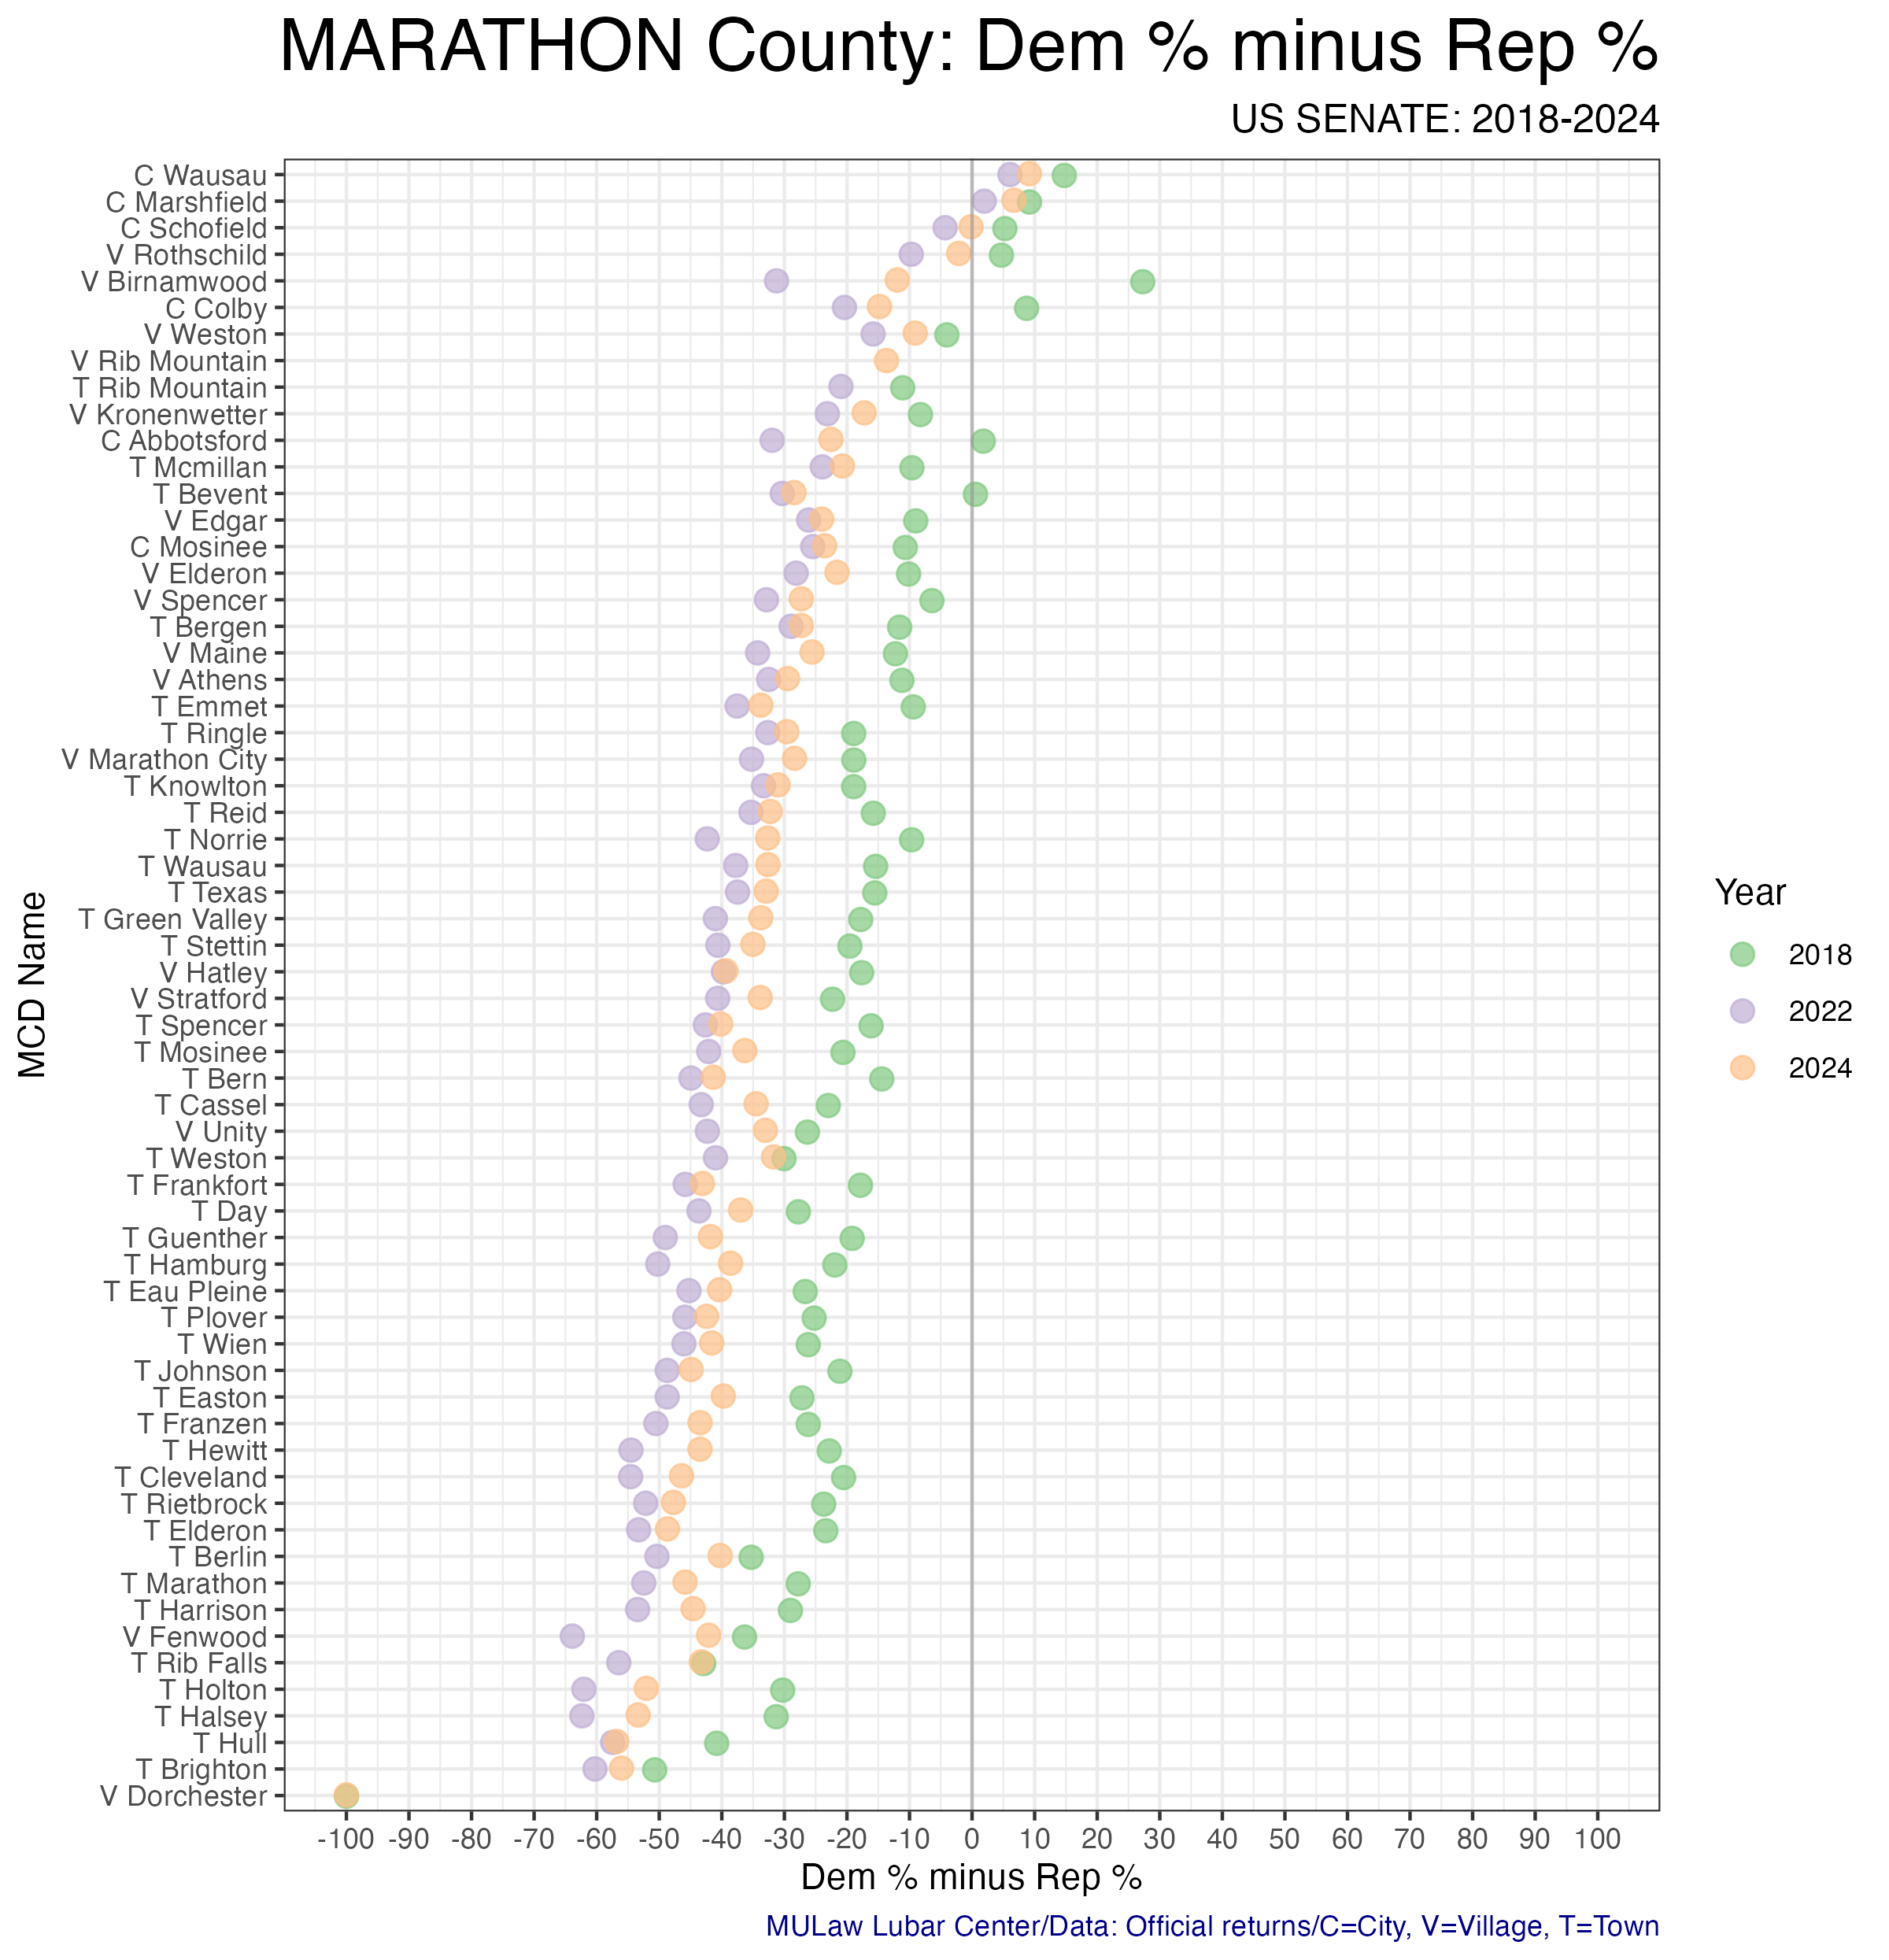 MARATHON County: Dem % minus Rep %
US SENATE: 2018-2024
C Wausau
C Marshfield
C Schofield
V Rothschild
V Birnamwood
C Colby
V Weston
V Rib Mountain
T Rib Mountain
V Kronenwetter
C Abbotsford
T Mcmillan
T Bevent
V Edgar
C Mosinee
V Elderon
V Spencer
T Bergen
V Maine
V Athens
T Emmet
T Ringle
V Marathon City
T Knowlton
T Reid
T Norrie
T Wausau
T Texas
T Green Valley
T Stettin
V Hatley
V Stratford
T Spencer
T Mosinee
T Bern
T Cassel
V Unity
T Weston
T Frankfort
T Day
T Guenther
T Hamburg
T Eau Pleine
T Plover
T Wien
T Johnson
T Easton
T Franzen
T Hewitt
T Cleveland
T Rietbrock
T Elderon
T Berlin
T Marathon
T Harrison
V Fenwood
T Rib Falls
T Holton
T Halsey
T Hull
T Brighton
V Dorchester
MCD Name
-100 -90 -80 -70 -60 -50 -40 -30 -20 -10 0 10 20 30 40 50 60 70 80 90 100
Dem % minus Rep %
Year
2018
2022
2024
MULaw Lubar Center/Data: Official returns/C=City, V=Village, T=Town